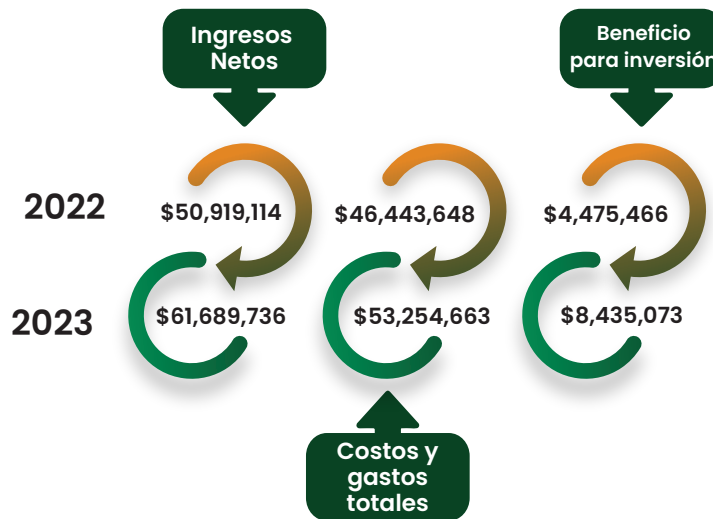 Ingresos
Netos
Beneficio
para inversión
2022
$50,919,114
$46,443,648
$4,475,466
2023
$61,689,736
$53,254,663
$8,435,073
Costos y
gastos
totales